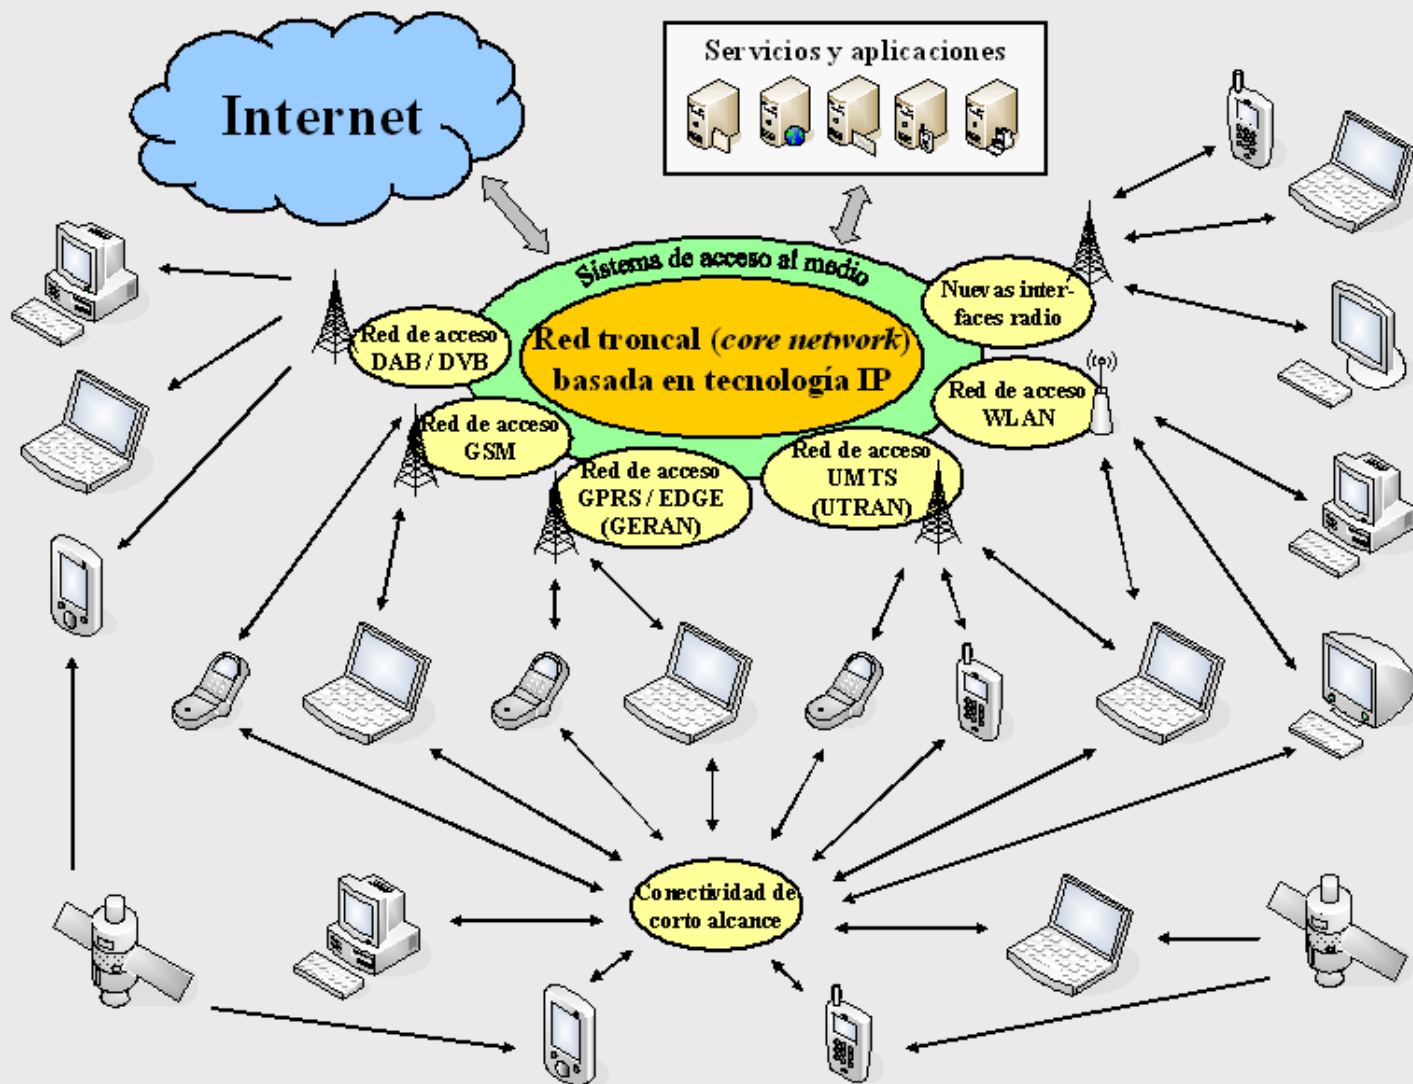 Internet
Servicios y aplicaciones
Sistema de acceso al medio
Red troncal (core network)
basada en tecnología IP
Nuevas inter-
faces radio
Red de acceso
DAB / DVB
Red de acceso
WLAN
Red de acceso
GSM
Red de acceso
GPRS / EDGE
(GERAN)
Red de acceso
UMTS
(UTRAN)
Conectividad de
corto alcance